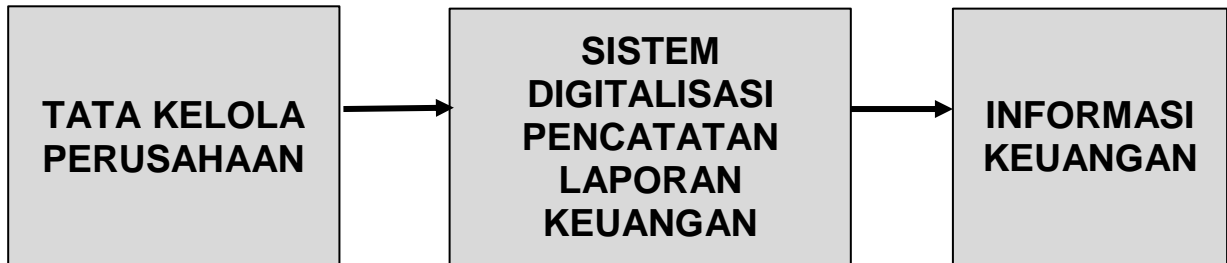 TATA KELOLA
PERUSAHAAN
SISTEM
DIGITALISASI
PENCATATAN
LAPORAN
KEUANGAN
INFORMASI
KEUANGAN